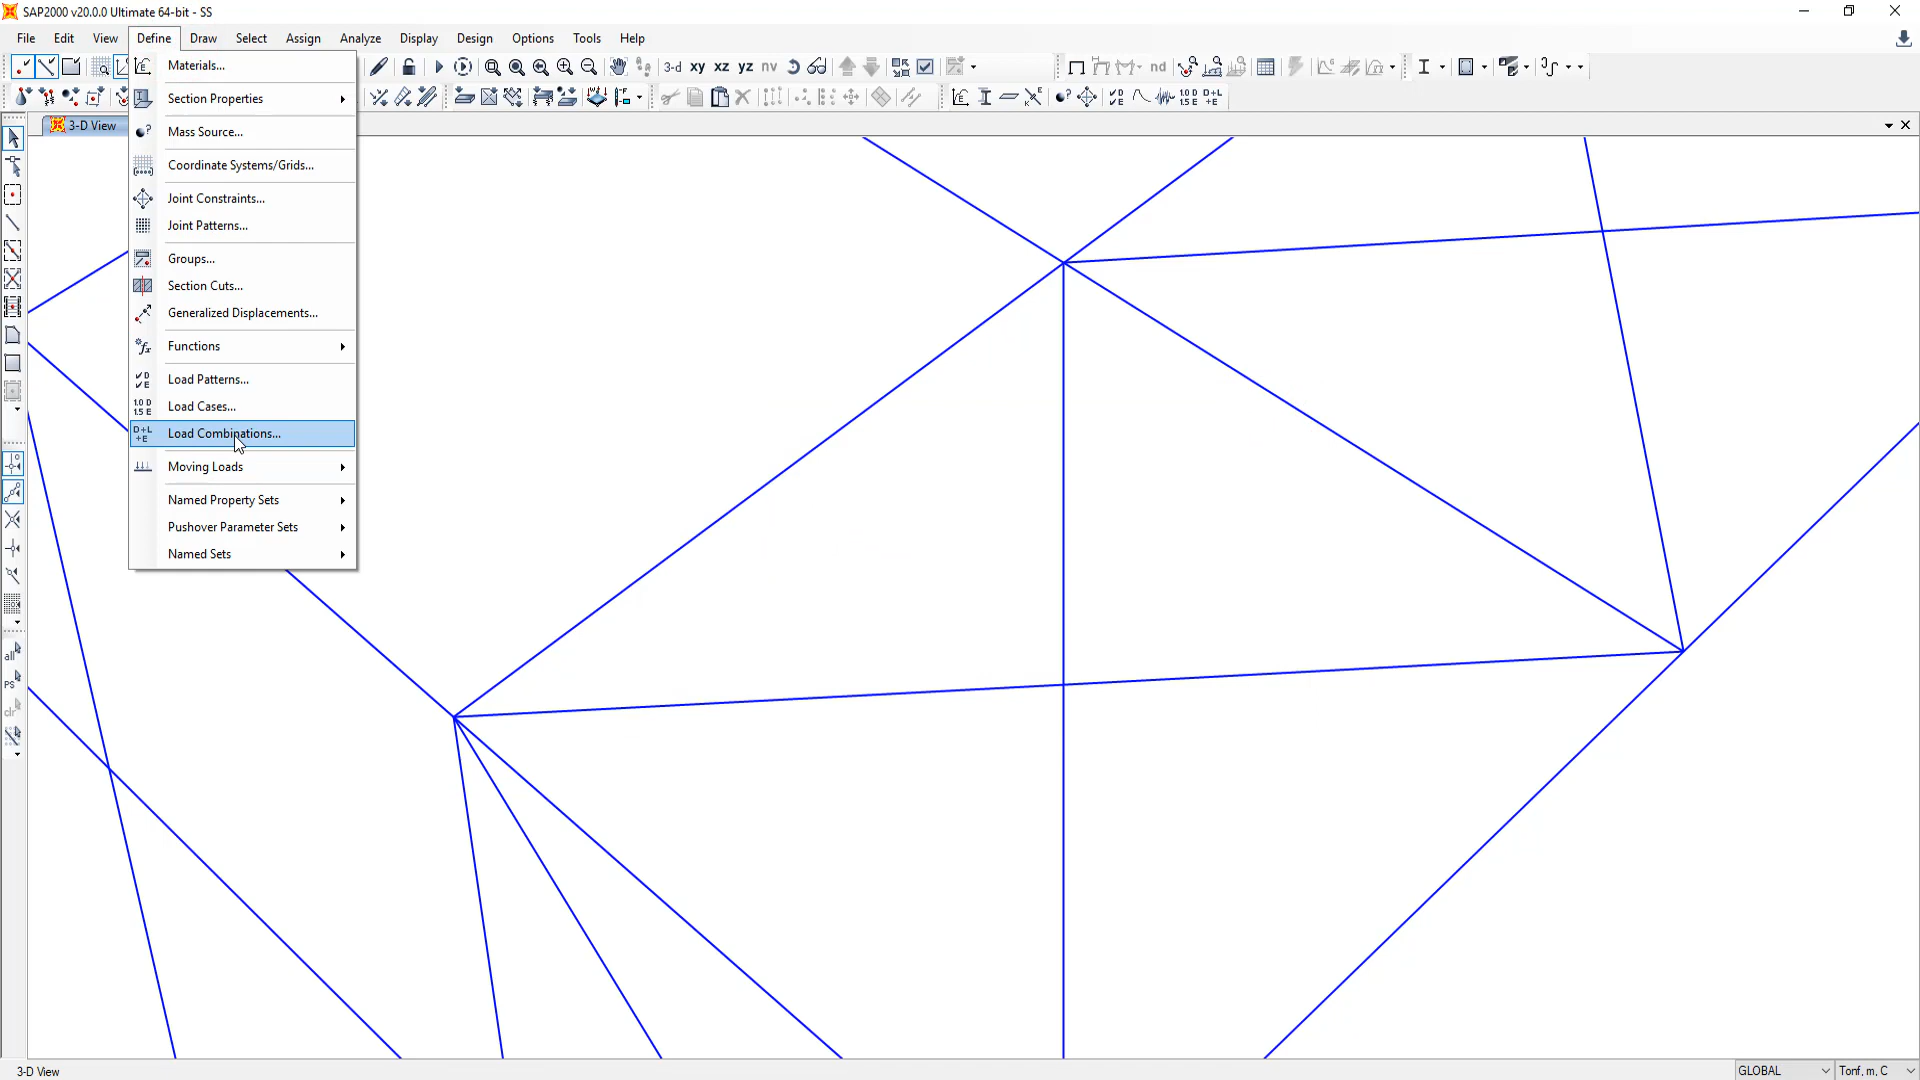 SAP2000 v20.0.0 Ultimate 64-bit - SS
File Edit View Define Draw Select Assign Analyze Display Design Options Tools Help
3-d xy xz yz nv nd
3-D View
Materials...
Section Properties
Mass Source...
Coordinate Systems/Grids...
Joint Constraints...
Joint Patterns...
Groups...
Section Cuts...
Generalized Displacements...
Functions
Load Patterns...
Load Cases...
Load Combinations...
Moving Loads
Named Property Sets
Pushover Parameter Sets
Named Sets
all
PS
clr
3-D View
GLOBAL
Tonf, m, C